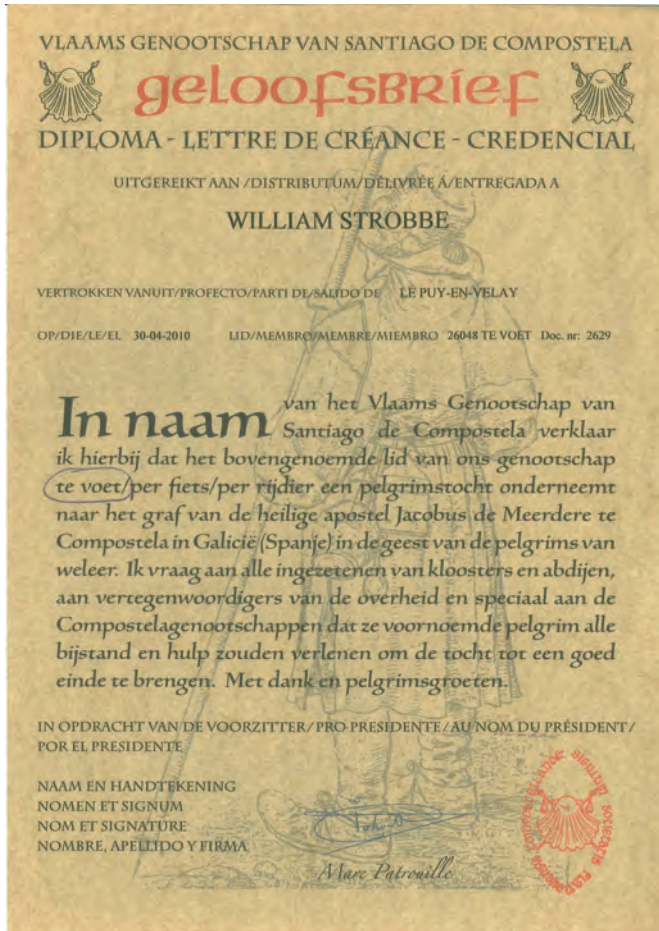 VLAAMS GENOOTSCHAP VAN SANTIAGO DE COMPOSTELA
geloofsbrief
DIPLOMA - LETTRE DE CRÉANCE - CREDENCIAL
UITGEREIKT AAN /DISTRIBUTUM/DÉLIVRÉE Á/ENTREGADA A
WILLIAM STROBBE
VERTROKKEN VANUIT/PROFECTO/PARTI DE/SALIDO DE LE PUY-EN-VELAY
OP/DIE/LE/EL 30-04-2010 LID/MEMBRO/MEMBRE/MIEMBRO 26048 TE VOET Doc. nr: 2629
In naam van het Vlaams Genootschap van
Santiago de Compostela verklaar
ik hierbij dat het bovengenoemde lid van ons genootschap
te voet/per fiets/per rijdier een pelgrimstocht onderneemt
naar het graf van de heilige apostel Jacobus de Meerdere te
Compostela in Galicië (Spanje) in de geest van de pelgrims van
weleer. Ik vraag aan alle ingezetenen van kloosters en abdijen,
aan vertegenwoordigers van de overheid en speciaal aan de
Compostelagenootschappen dat ze voornoemde pelgrim alle
bijstand en hulp zouden verlenen om de tocht tot een goed
einde te brengen. Met dank en pelgrimsgroeten.
IN OPDRACHT VAN DE VOORZITTER/PRO PRESIDENTE/AU NOM DU PRÉSIDENT/
POR EL PRESIDENTE
NAAM EN HANDTEKENING
NOMEN ET SIGNUM
NOM ET SIGNATURE
NOMBRE, APELLIDO Y FIRMA
Marc Patrouille